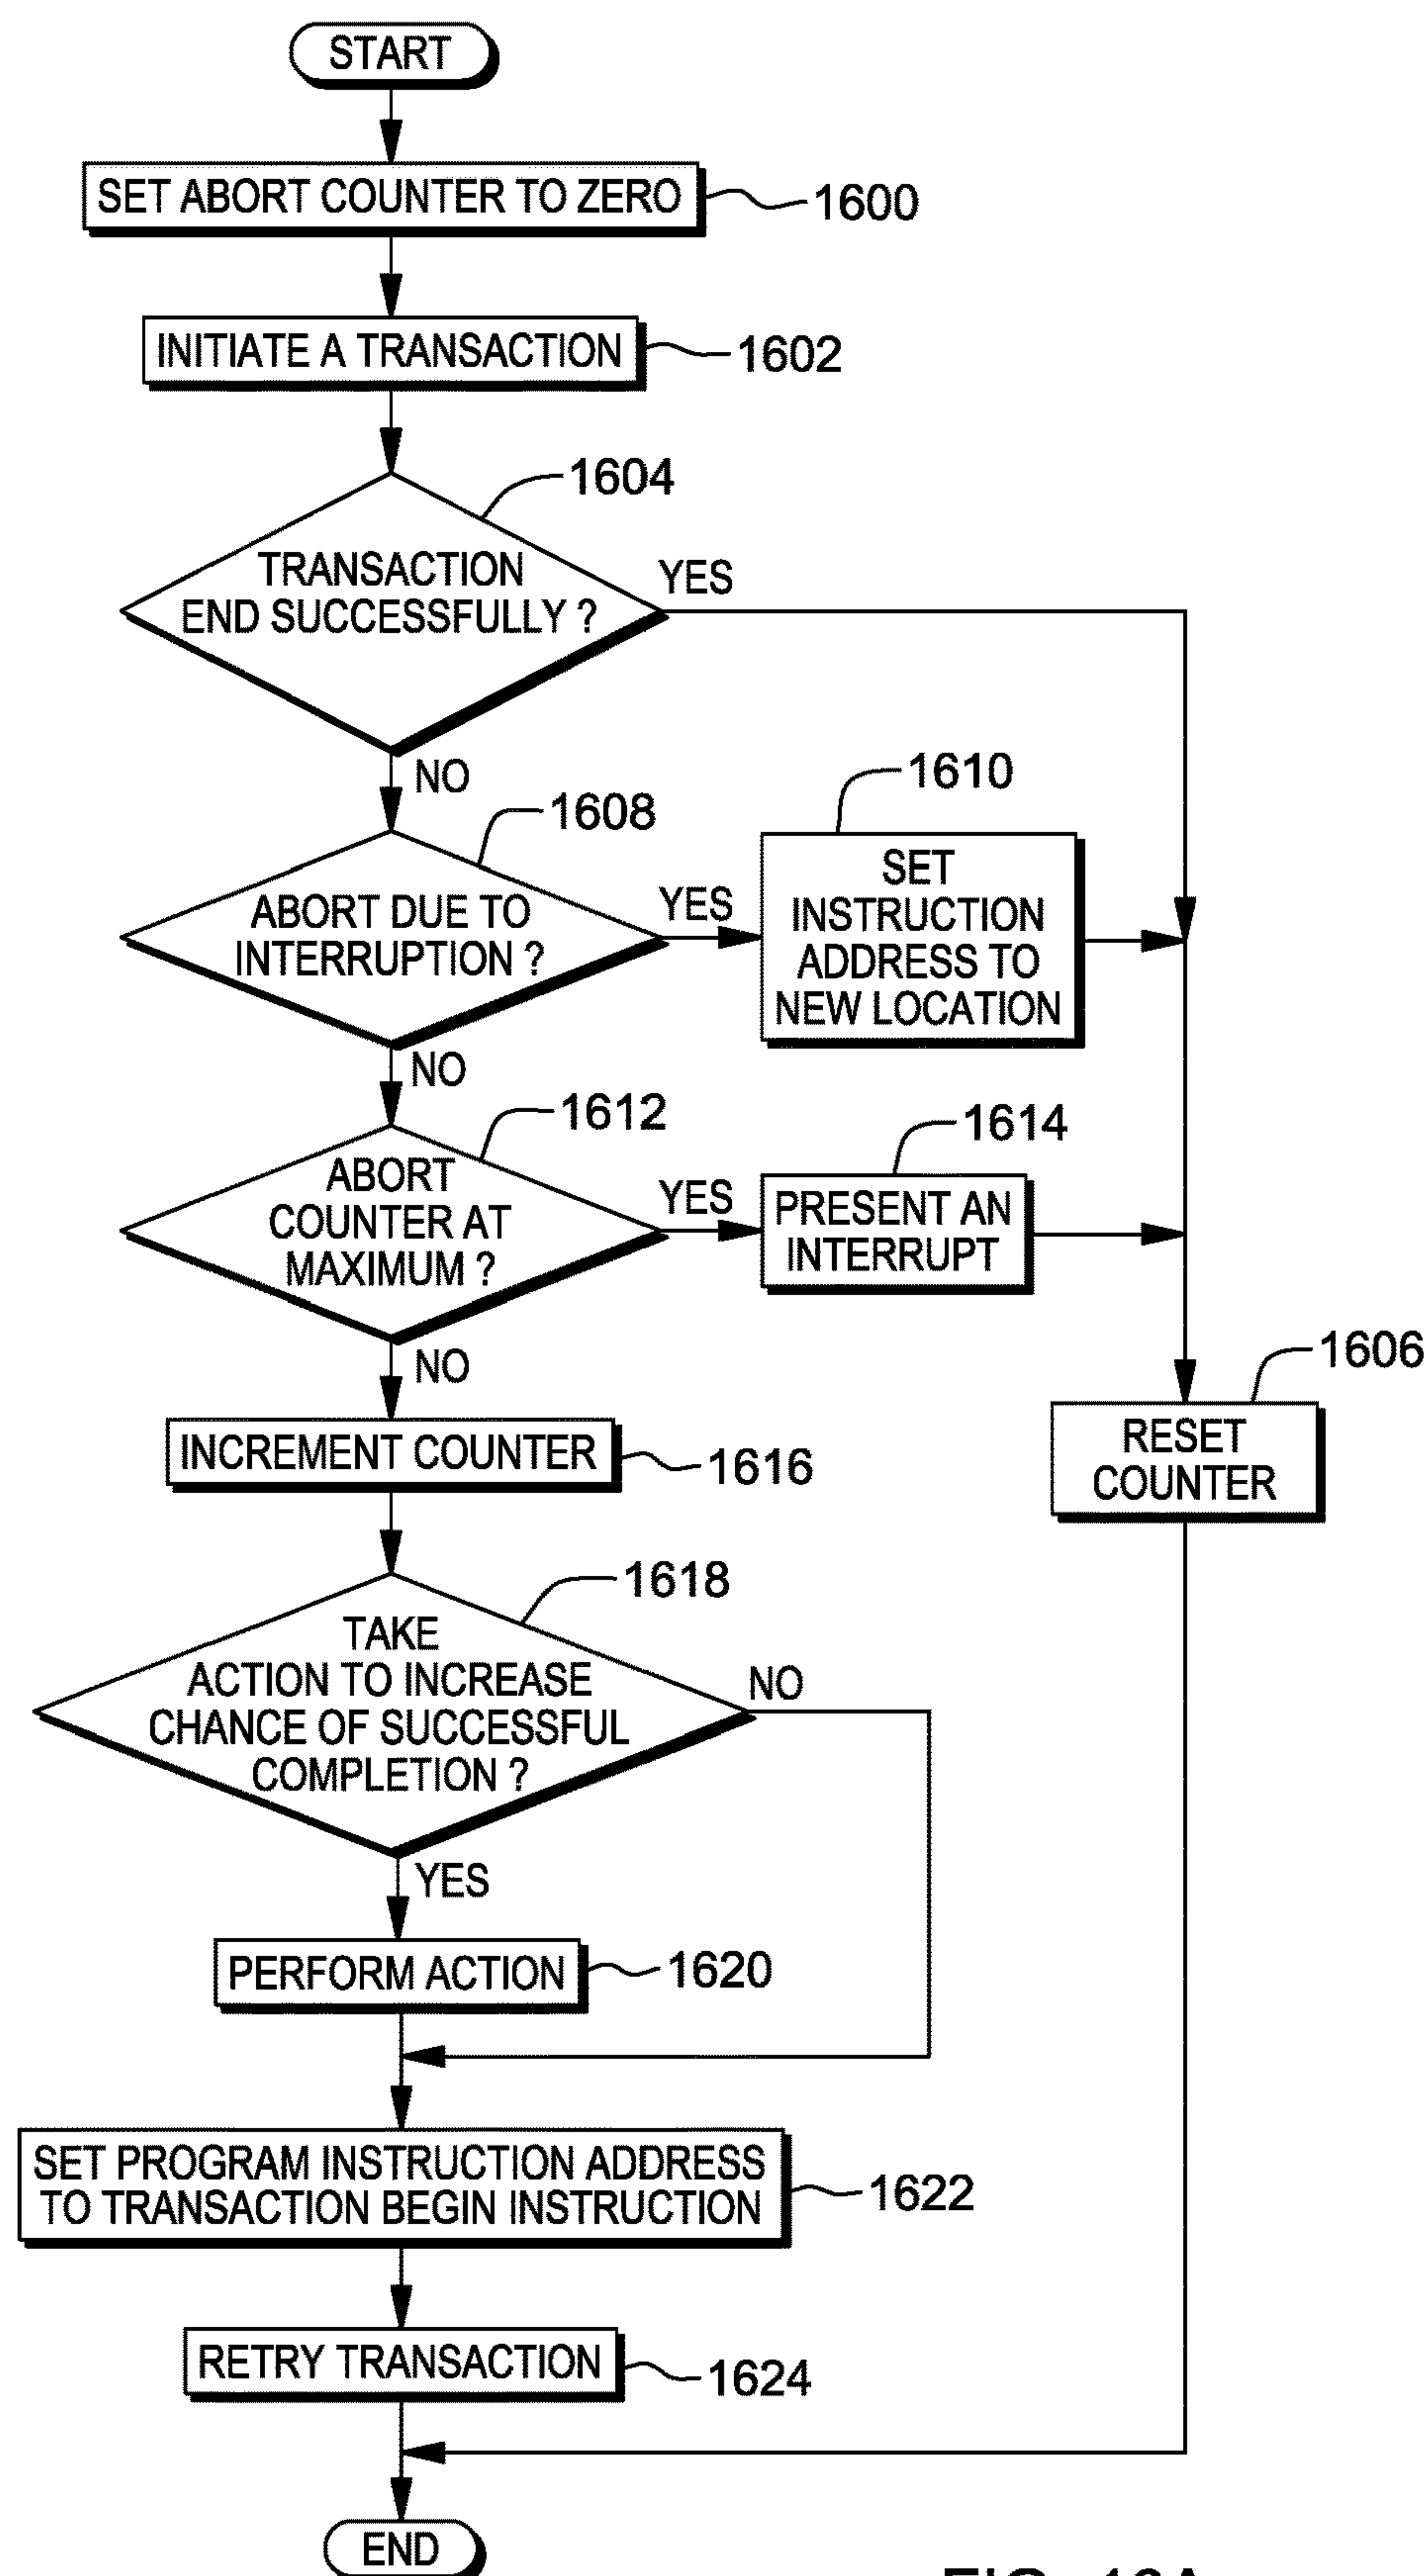 START
SET ABORT COUNTER TO ZERO
1600
INITIATE A TRANSACTION
1602
1604
TRANSACTION
END SUCCESSFULLY ?
YES
NO
1608
ABORT DUE TO
INTERRUPTION ?
YES
1610
SET
INSTRUCTION
ADDRESS TO
NEW LOCATION
NO
1612
ABORT
COUNTER AT
MAXIMUM ?
YES
1614
PRESENT AN
INTERRUPT
NO
1606
RESET
COUNTER
INCREMENT COUNTER
1616
1618
TAKE
ACTION TO INCREASE
CHANCE OF SUCCESSFUL
COMPLETION ?
NO
YES
PERFORM ACTION
1620
SET PROGRAM INSTRUCTION ADDRESS
TO TRANSACTION BEGIN INSTRUCTION
1622
RETRY TRANSACTION
1624
END